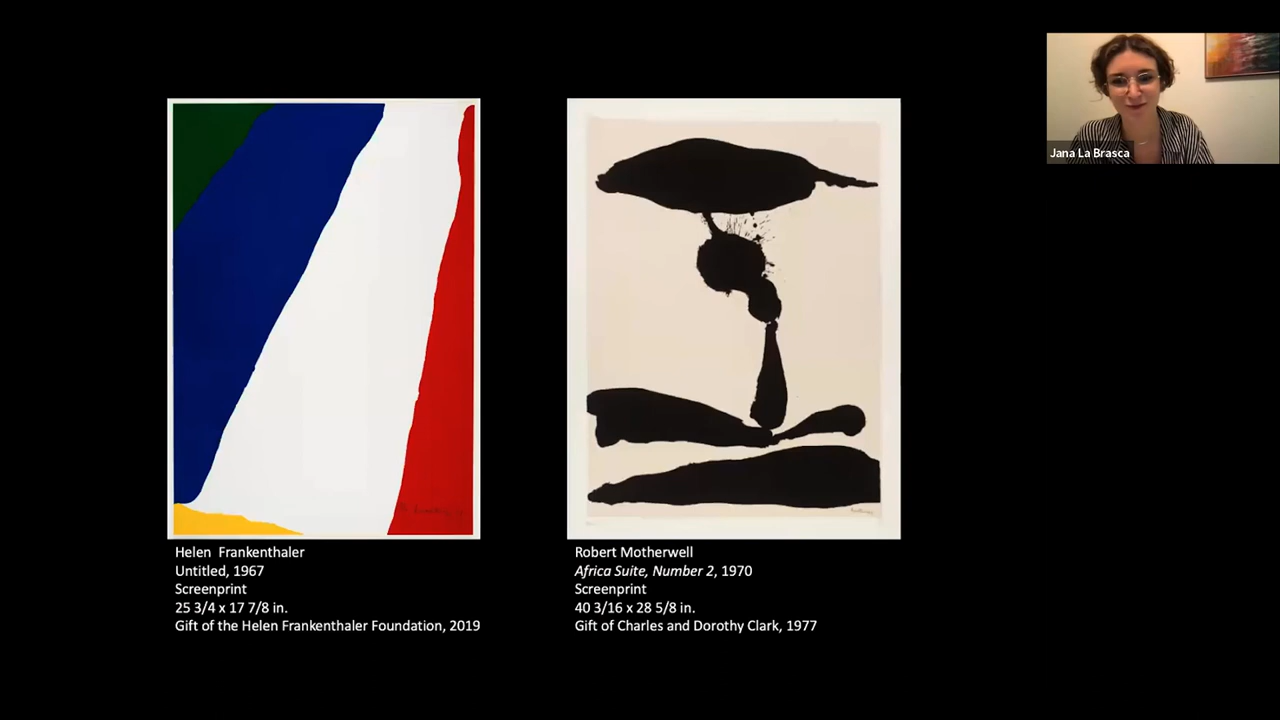 Jana La Brasca
Helen Frankenthaler
Untitled, 1967
Screenprint
25 3/4 x 17 7/8 in.
Gift of the Helen Frankenthaler Foundation, 2019
Robert Motherwell
Africa Suite, Number 2, 1970
Screenprint
40 3/16 x 28 5/8 in.
Gift of Charles and Dorothy Clark, 1977